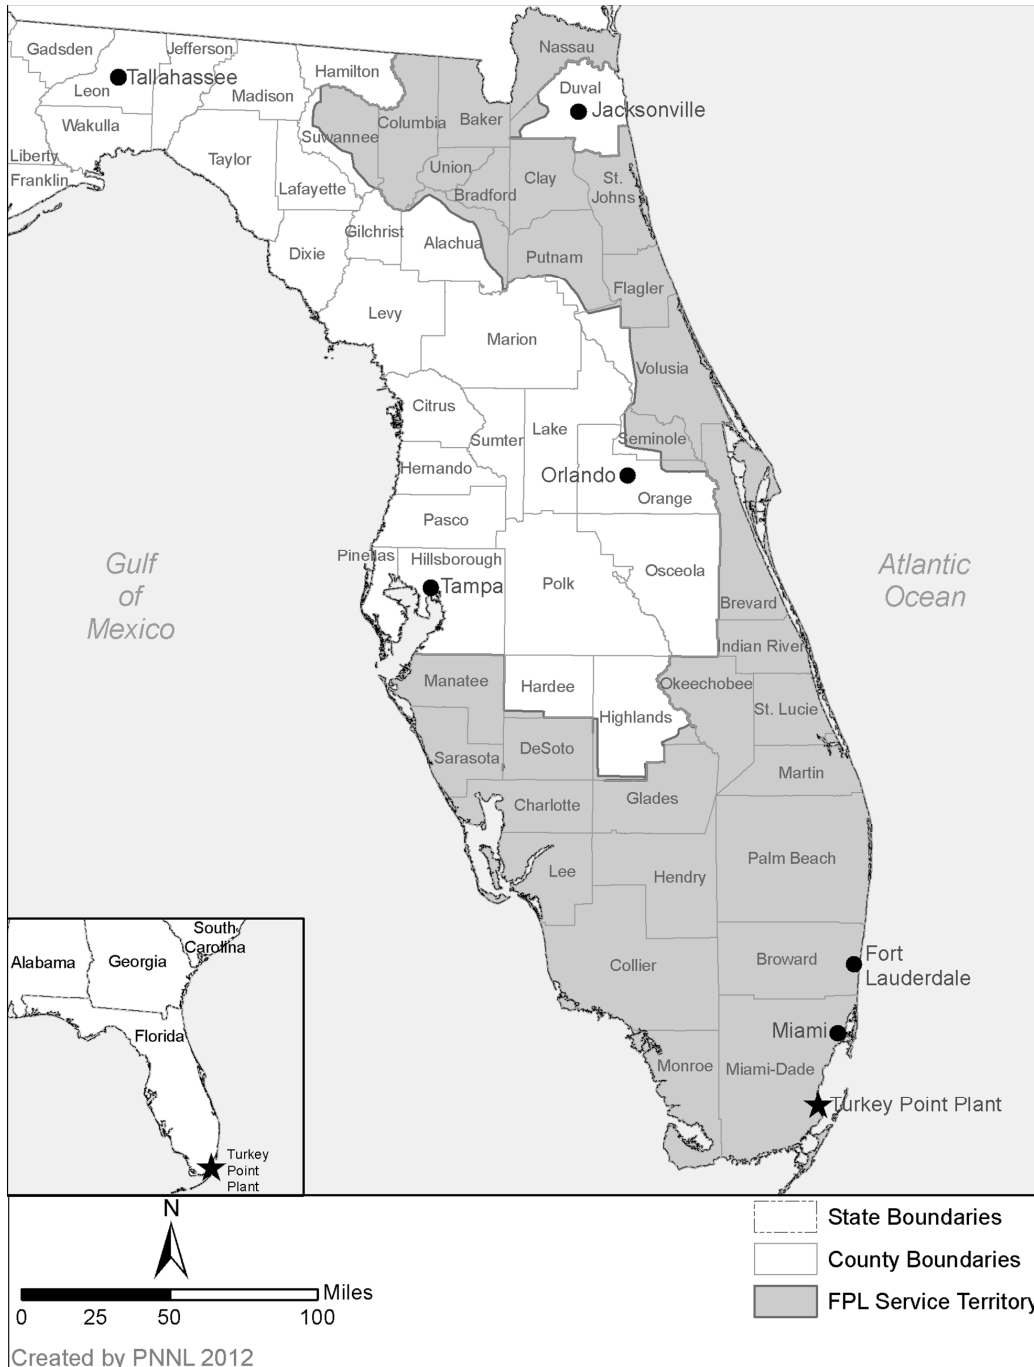 Nassau
Gadsden
Jefferson
Hamilton
Tallahassee
Leon
Madison
Duval
Jacksonville
Wakulla
Suwannee
Columbia
Baker
Liberty
Taylor
Union
Franklin
Lafayette
Bradford
Clay
St.
Johns
Gilchrist
Alachua
Dixie
Putnam
Flagler
Levy
Marion
Volusia
Citrus
Sumter
Lake
Seminole
Hernando
Orlando
Orange
Pasco
Pinellas
Hillsborough
Tampa
Polk
Osceola
Gulf
of
Mexico
Atlantic
Ocean
Brevard
Indian River
Manatee
Hardee
Okeechobee
Highlands
St. Lucie
Sarasota
DeSoto
Martin
Charlotte
Glades
Palm Beach
Lee
Hendry
Collier
Broward
Fort
Lauderdale
Miami
Monroe
Miami-Dade
Turkey Point Plant
South
Carolina
Alabama
Georgia
Florida
Turkey
Point
Plant
N
Miles
0 25 50 100
State Boundaries
County Boundaries
FPL Service Territory
Created by PNNL 2012